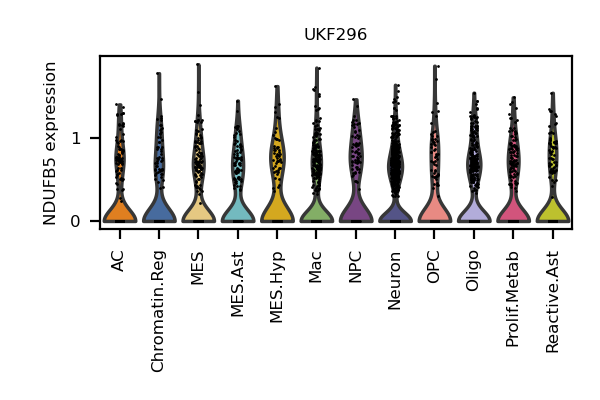 UKF296
NDUFB5 expression
1
0
AC
Chromatin.Reg
MES
MES.Ast
MES.Hyp
Mac
NPC
Neuron
OPC
Oligo
Prolif.Metab
Reactive.Ast